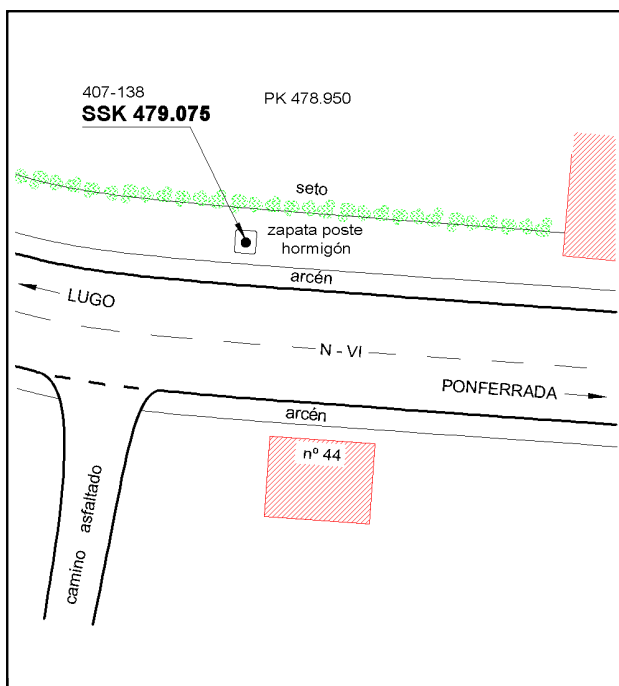 407-138
SSK 479.075
PK 478.950
seto
zapata poste
hormigón
arcén
LUGO
N - VI
PONFERRADA
arcén
nº 44
camino asfaltado